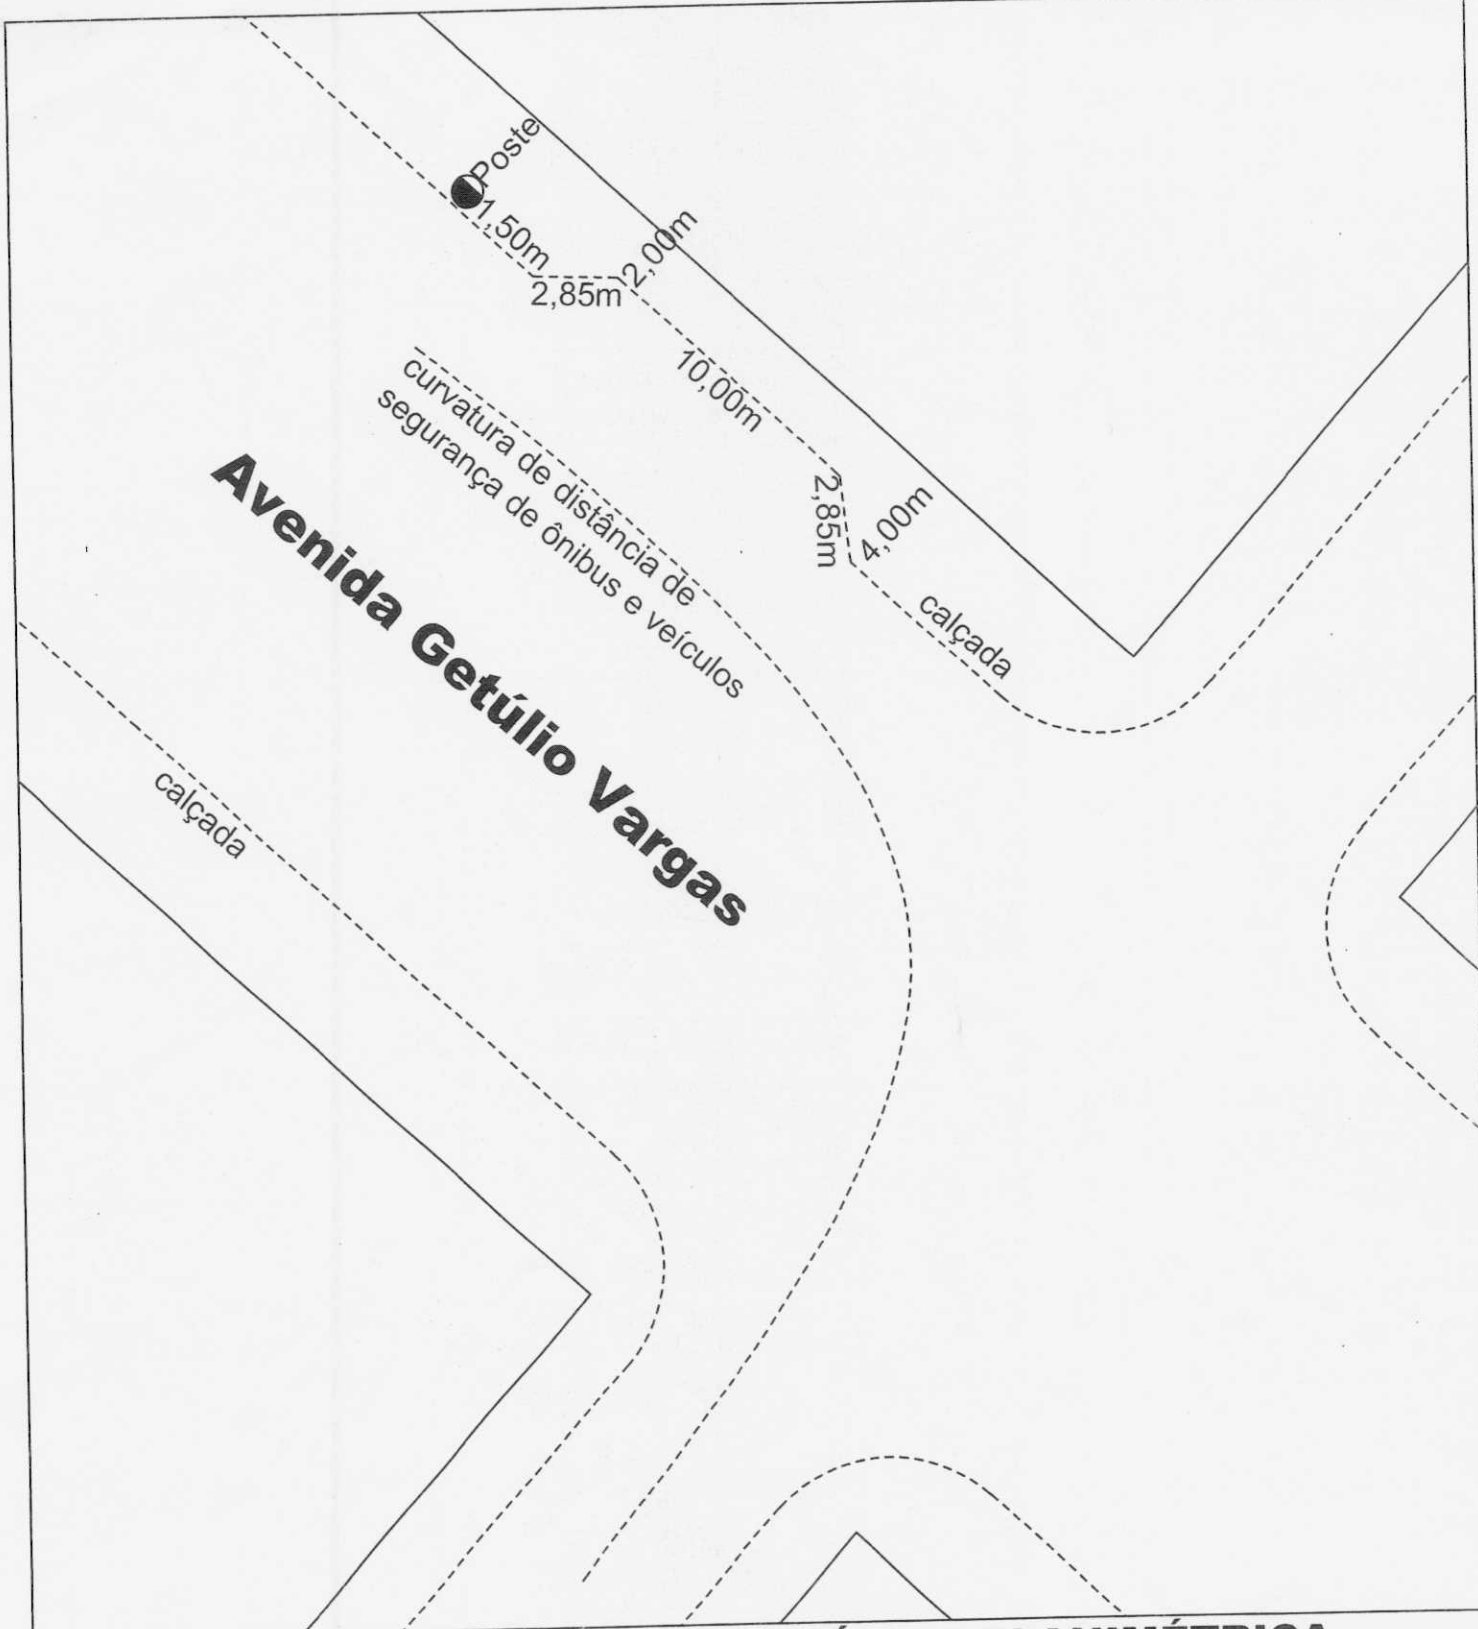 Poste
1,50m
2,85m
2,00m
10,00m
2,85m
4,00m
calçada
curvatura de distância de
segurança de ônibus e veículos
Avenida Getúlio Vargas
calçada